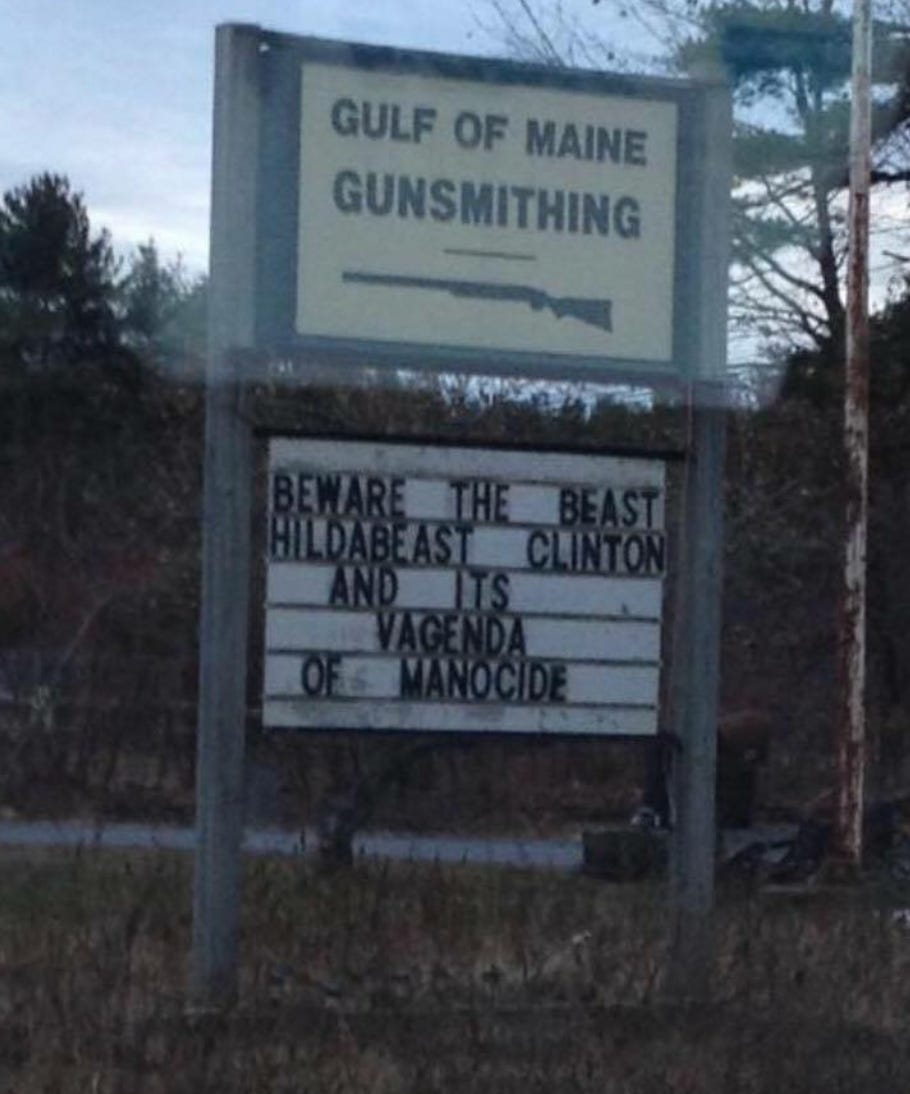 GULF OF MAINE
GUNSMITHING
BEWARE THE BEAST
HILDABEAST CLINTON
AND ITS
VAGENDA
OF MANOCIDE